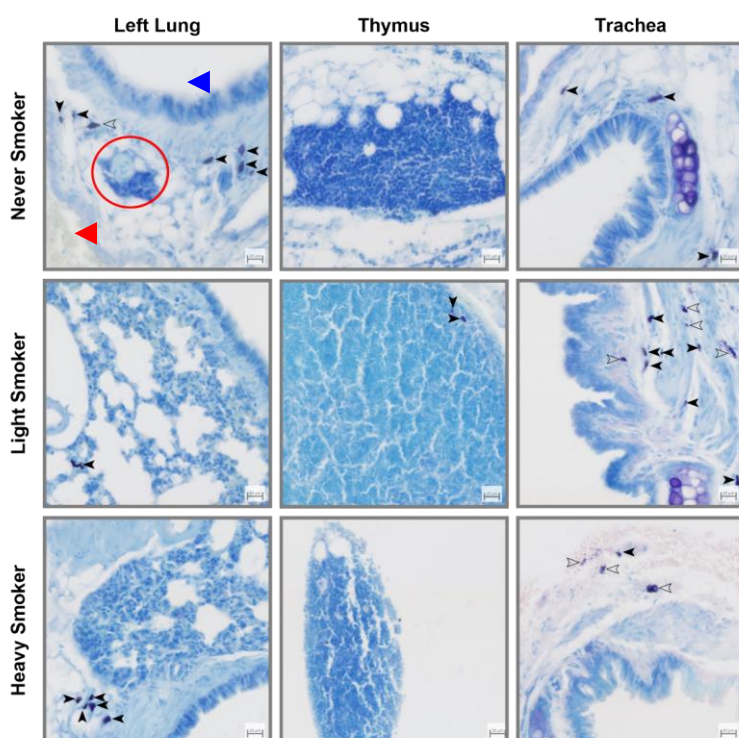 Left Lung
Thymus
Trachea
Never Smoker
Light Smoker
Heavy Smoker